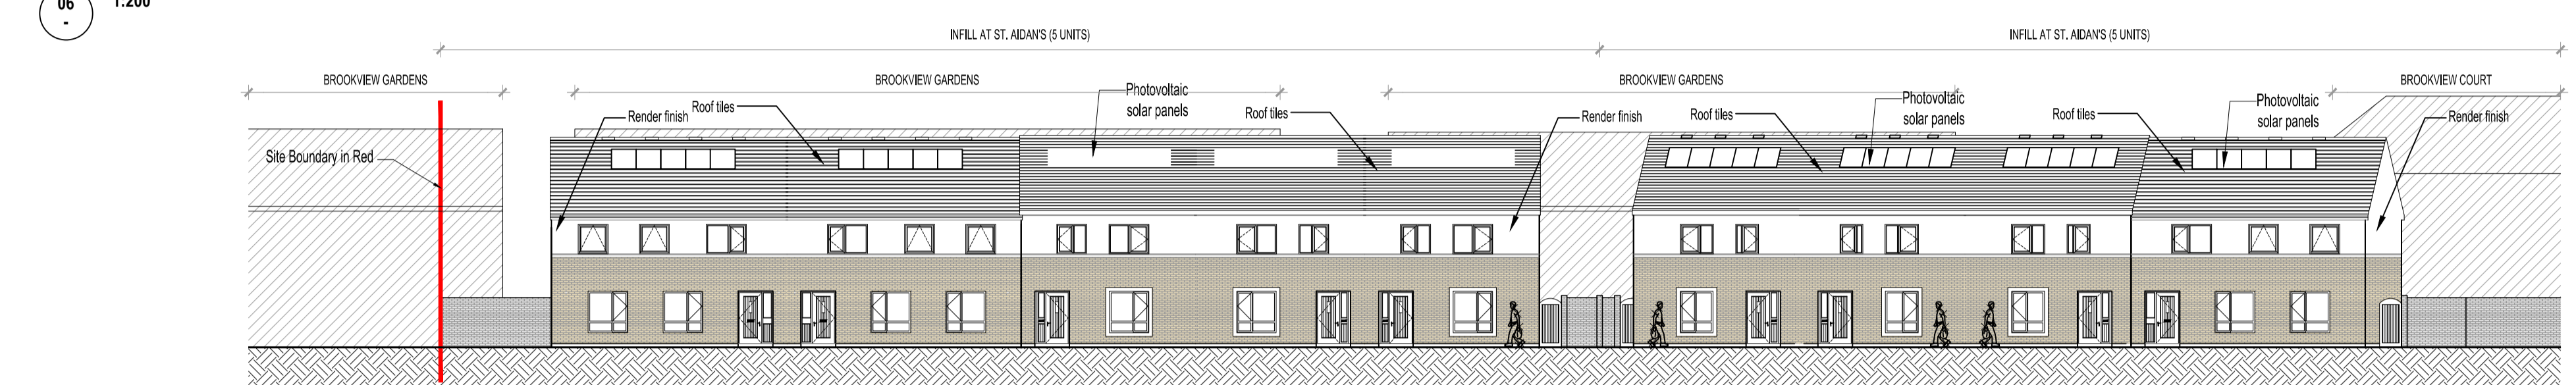 06
-
1:200
INFILL AT ST. AIDAN'S (5 UNITS)
INFILL AT ST. AIDAN'S (5 UNITS)
BROOKVIEW GARDENS
BROOKVIEW GARDENS
BROOKVIEW GARDENS
BROOKVIEW COURT
Site Boundary in Red
Render finish
Roof tiles
Photovoltaic
solar panels
Roof tiles
Render finish
Roof tiles
Photovoltaic
solar panels
Roof tiles
Photovoltaic
solar panels
Render finish